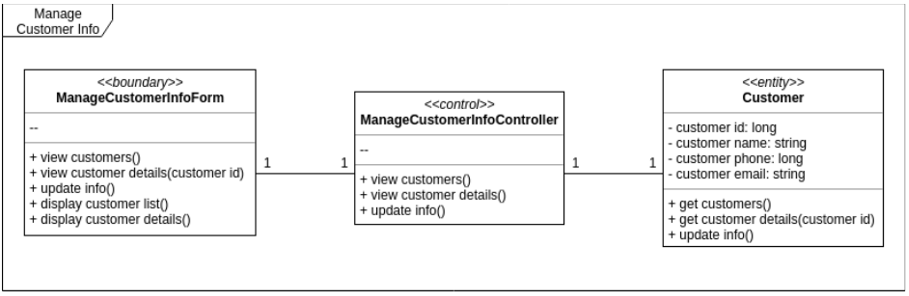 Manage
Customer Info
<<boundary>>
ManageCustomerInfoForm
--
+ view customers()
+ view customer details(customer id)
+ update info()
+ display customer list()
+ display customer details()
1
1
<<control>>
ManageCustomerInfoController
--
+ view customers()
+ view customer details()
+ update info()
1
1
<<entity>>
Customer
- customer id: long
- customer name: string
- customer phone: long
- customer email: string
+ get customers()
+ get customer details(customer id)
+ update info()